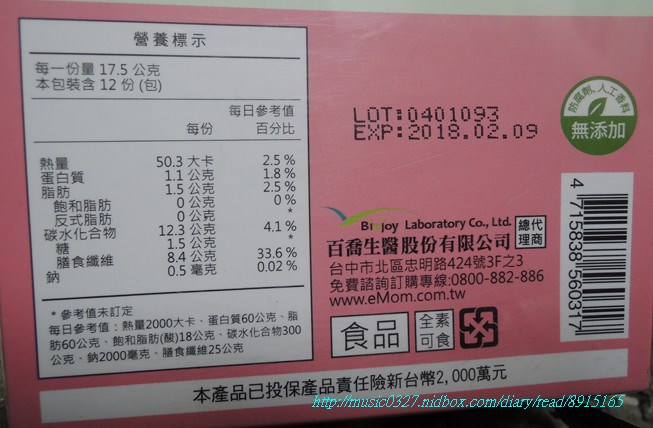 營養標示
每一份量 17.5 公克
本包裝含 12 份 (包)
每日參考值
每份 百分比
熱量 50.3 大卡 2.5 %
蛋白質 1.1 公克 1.8 %
脂肪 1.5 公克 2.5 %
飽和脂肪 0 公克 0 %
反式脂肪 0 公克 *
碳水化合物 12.3 公克 4.1 %
糖 1.5 公克 *
膳食纖維 8.4 公克 33.6 %
鈉 0.5 毫克 0.02 %
* 參考值未訂定
每日參考值：熱量2000大卡、蛋白質60公克、脂
肪60公克、飽和脂肪(酸)18公克、碳水化合物300
公克、鈉2000毫克、膳食纖維25公克
LOT:0401093
EXP:2018.02.09
防腐劑、人工香料
無添加
Biojoy Laboratory Co., Ltd.
百喬生醫股份有限公司 總代理商
台中市北區忠明路424號3F之3
免費諮詢訂購專線:0800-882-886
www.eMom.com.tw
食品 全素可食
4 715838 560317
本產品已投保產品責任險新台幣2,000萬元
http://music0327.nidbox.com/diary/read/8915165